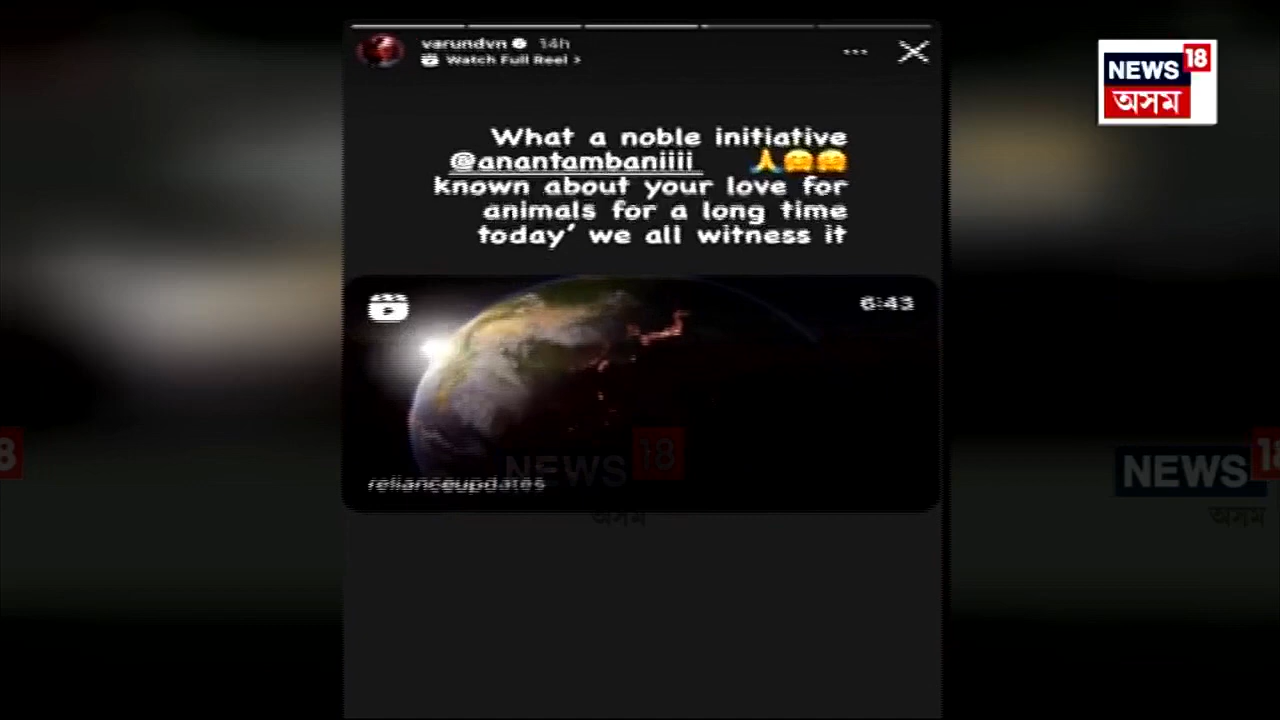 varundvn 14h
Watch Full Reel >
NEWS 18
অসম
What a noble initiative
@anantambaniiii 🙏🤗🤗
known about your love for
animals for a long time
today' we all witness it
6:43
relianceupdates
NEWS 18
অসম
NEWS 18
অসম
8